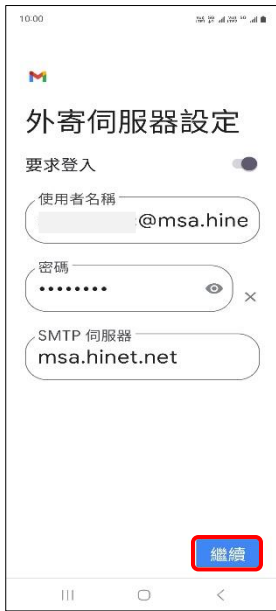 10:00
外寄伺服器設定
要求登入
使用者名稱
@msa.hine
密碼
••••••••
SMTP 伺服器
msa.hinet.net
繼續